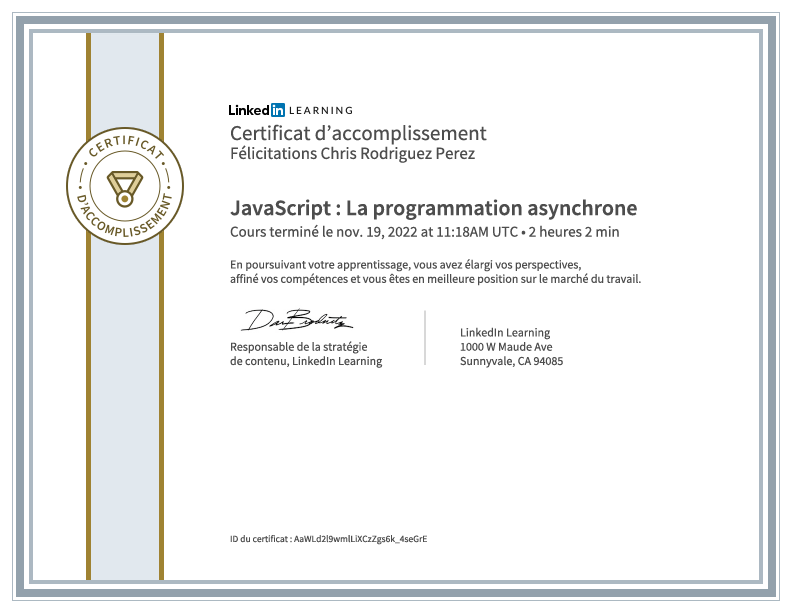 CERTIFICAT
D'ACCOMPLISSEMENT
LinkedIn LEARNING
Certificat d’accomplissement
Félicitations Chris Rodriguez Perez
JavaScript : La programmation asynchrone
Cours terminé le nov. 19, 2022 at 11:18AM UTC • 2 heures 2 min
En poursuivant votre apprentissage, vous avez élargi vos perspectives,
affiné vos compétences et vous êtes en meilleure position sur le marché du travail.
Responsable de la stratégie
de contenu, LinkedIn Learning
LinkedIn Learning
1000 W Maude Ave
Sunnyvale, CA 94085
ID du certificat : AaWLd2l9wmlLiXCzZgs6k_4seGrE